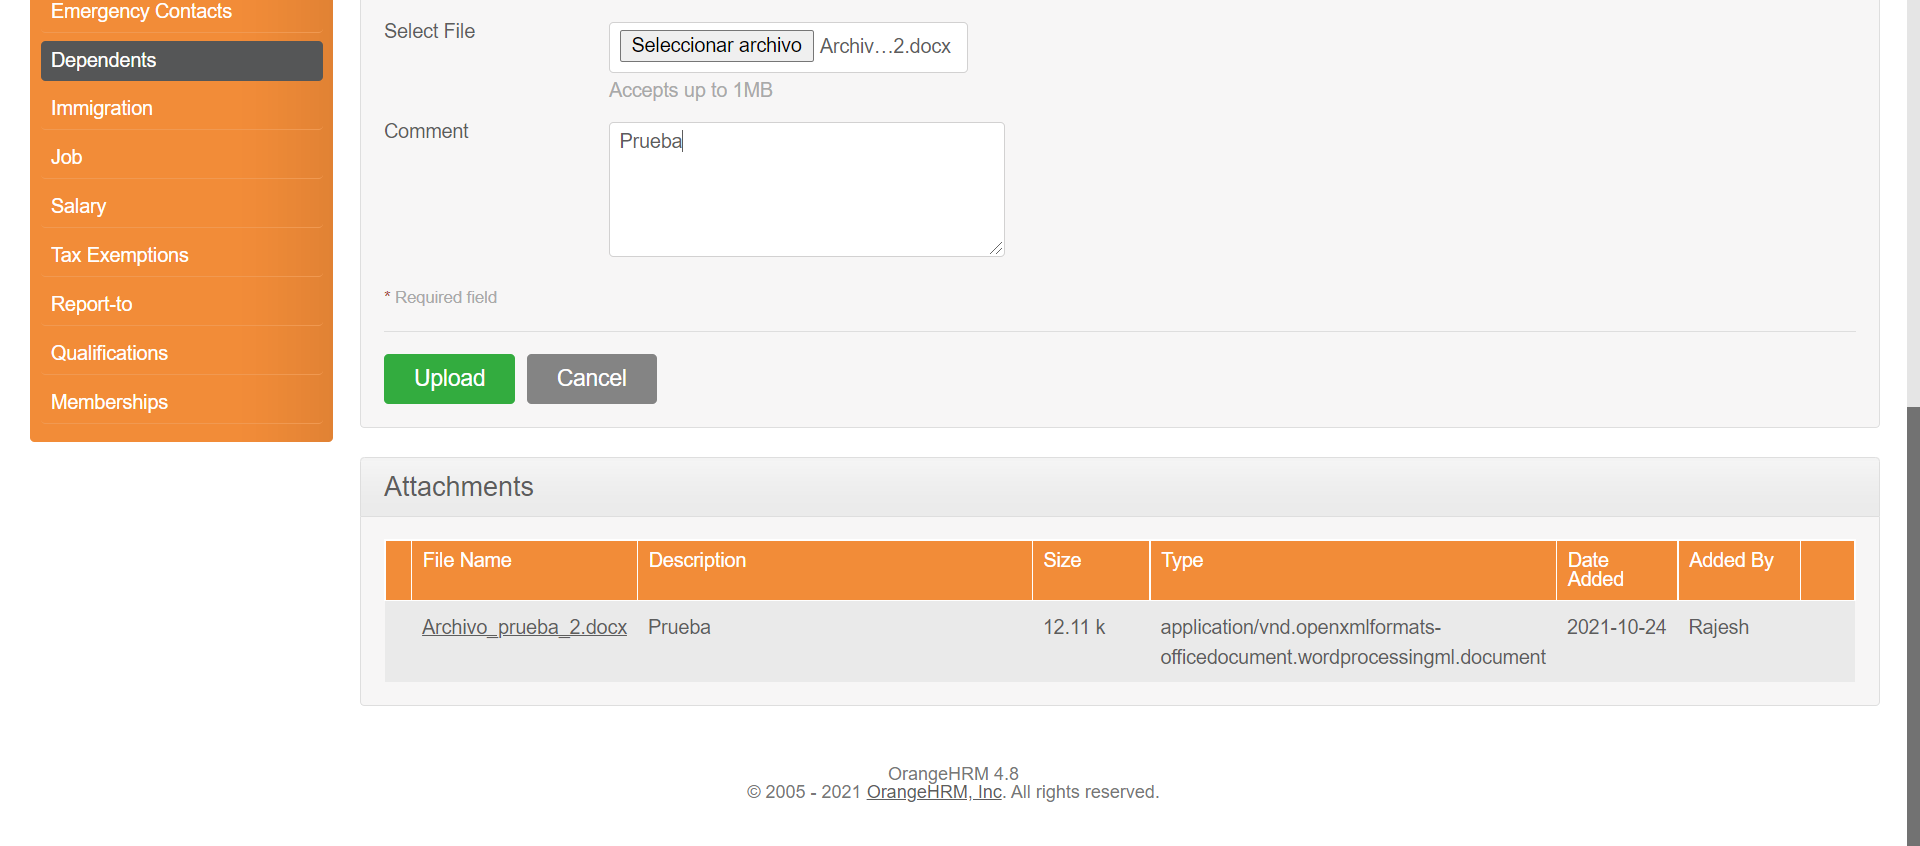 Emergency Contacts
Dependents
Immigration
Job
Salary
Tax Exemptions
Report-to
Qualifications
Memberships
Select File
Seleccionar archivo Archiv…2.docx
Accepts up to 1MB
Comment
Prueba
* Required field
Upload Cancel
Attachments
File Name Description Size Type Date Added Added By
Archivo_prueba_2.docx Prueba 12.11 k application/vnd.openxmlformats- 2021-10-24 Rajesh
officedocument.wordprocessingml.document
OrangeHRM 4.8
© 2005 - 2021 OrangeHRM, Inc. All rights reserved.